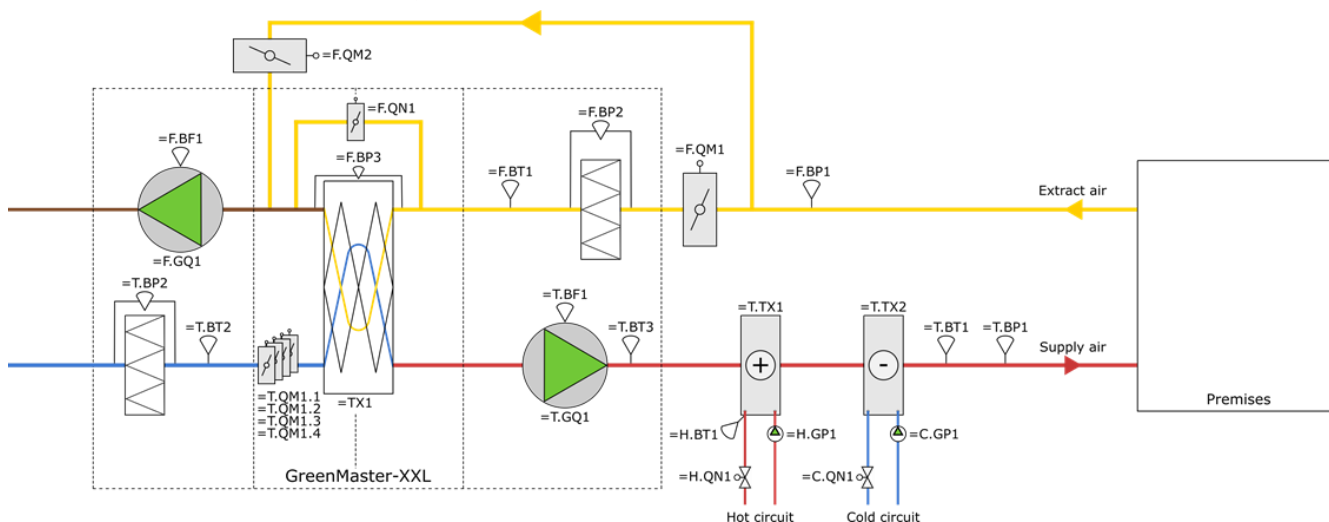 =F.QM2
=F.QN1
=F.BP2
=F.BF1
=F.BP3
=F.QM1
=F.BT1
=F.BP1
Extract air
=F.GQ1
=T.BP2
=T.BF1
=T.TX1
=T.TX2
=T.BT2
=T.BT3
=T.BT1
=T.BP1
Supply air
+
-
=T.QM1.1
=T.QM1.2
=T.QM1.3
=T.QM1.4
=TX1
=T.GQ1
Premises
=H.BT1
=H.GP1
=C.GP1
GreenMaster-XXL
=H.QN1
=C.QN1
Hot circuit
Cold circuit